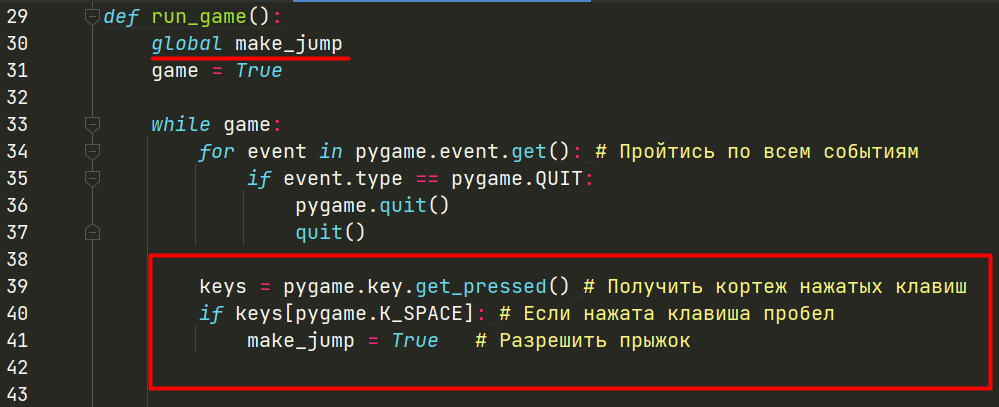 29 def run_game():
30     global make_jump
31     game = True
32
33     while game:
34         for event in pygame.event.get(): # Пройтись по всем событиям
35             if event.type == pygame.QUIT:
36                 pygame.quit()
37                 quit()
38
39         keys = pygame.key.get_pressed() # Получить кортеж нажатых клавиш
40         if keys[pygame.K_SPACE]: # Если нажата клавиша пробел
41             make_jump = True   # Разрешить прыжок
42
43